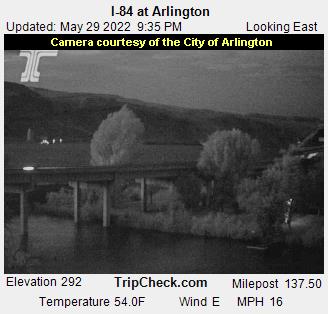 I-84 at Arlington
Updated: May 29 2022 9:35 PM Looking East
Camera courtesy of the City of Arlington
Elevation 292 TripCheck.com Milepost 137.50
Temperature 54.0F Wind E MPH 16